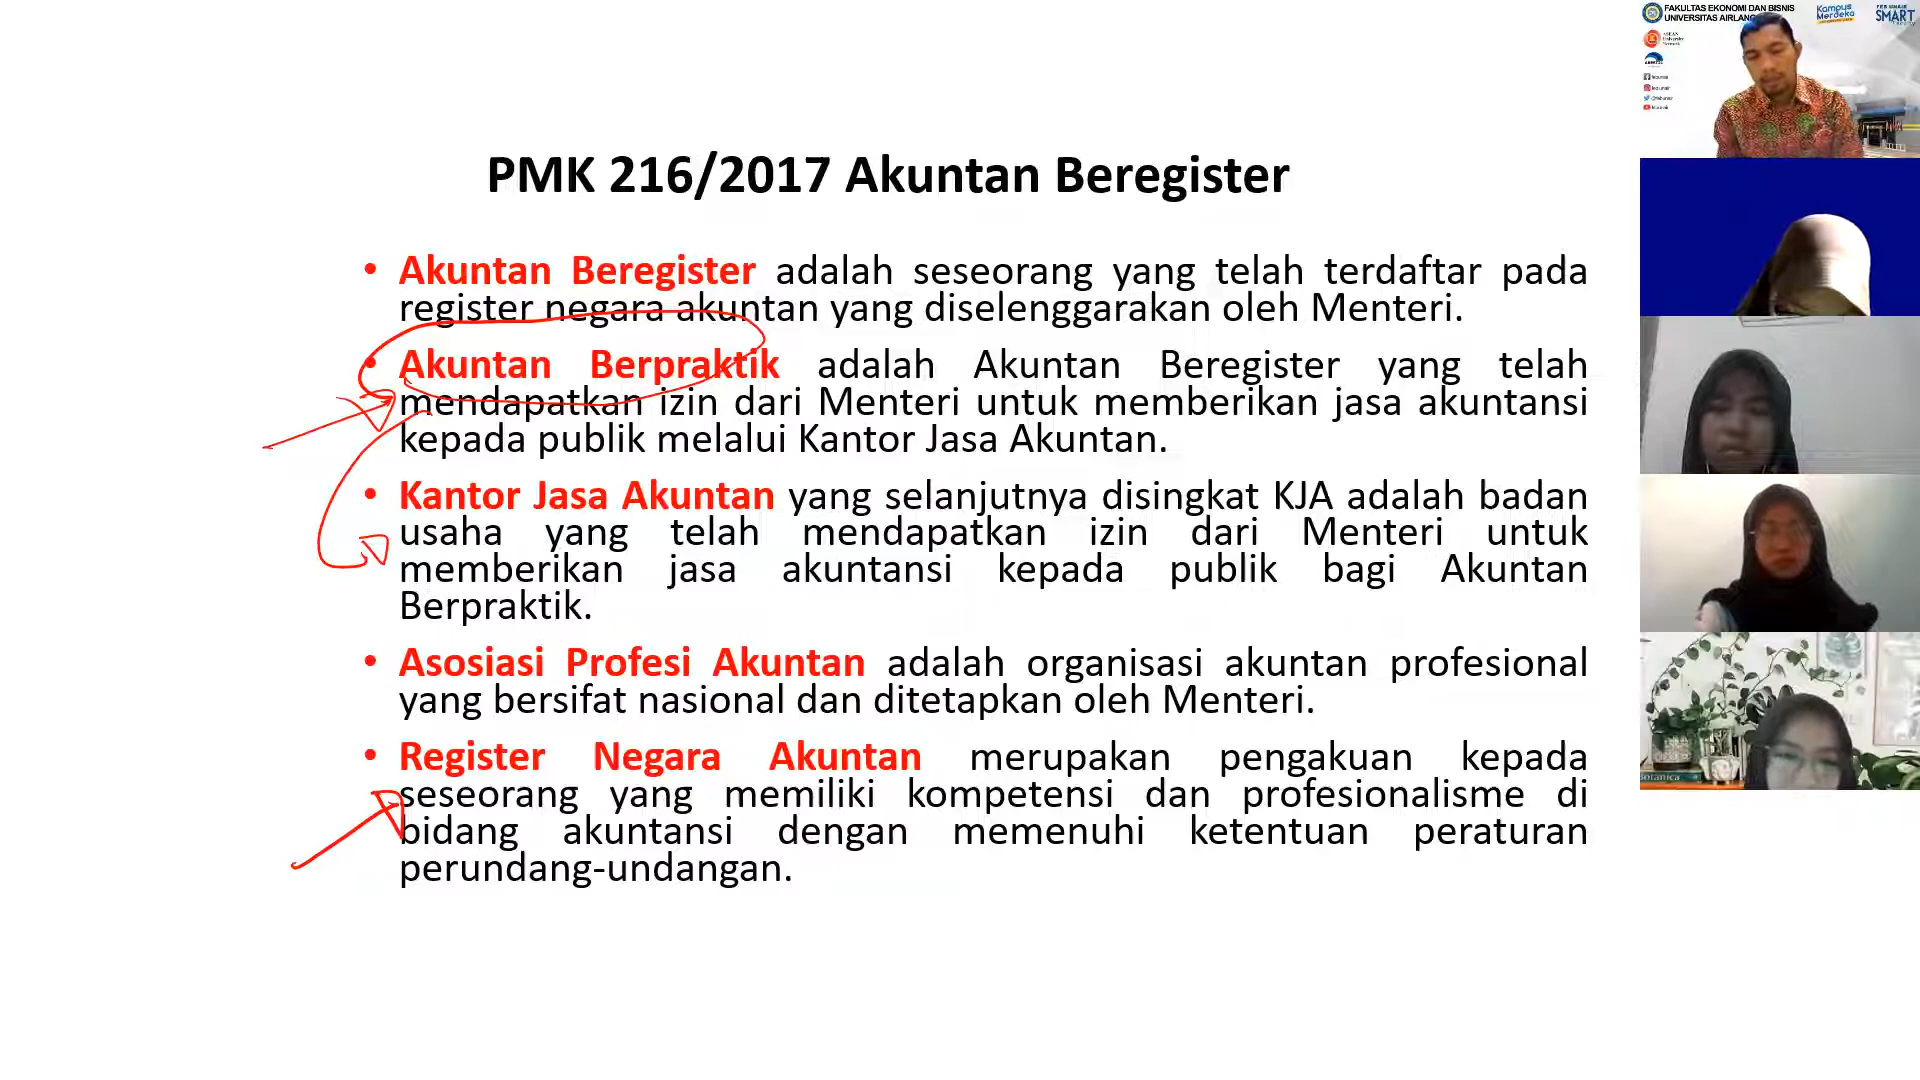 PMK 216/2017 Akuntan Beregister
• Akuntan Beregister adalah seseorang yang telah terdaftar pada
register negara akuntan yang diselenggarakan oleh Menteri.
• Akuntan Berpraktik adalah Akuntan Beregister yang telah
mendapatkan izin dari Menteri untuk memberikan jasa akuntansi
kepada publik melalui Kantor Jasa Akuntan.
• Kantor Jasa Akuntan yang selanjutnya disingkat KJA adalah badan
usaha yang telah mendapatkan izin dari Menteri untuk
memberikan jasa akuntansi kepada publik bagi Akuntan
Berpraktik.
• Asosiasi Profesi Akuntan adalah organisasi akuntan profesional
yang bersifat nasional dan ditetapkan oleh Menteri.
• Register Negara Akuntan merupakan pengakuan kepada
seseorang yang memiliki kompetensi dan profesionalisme di
bidang akuntansi dengan memenuhi ketentuan peraturan
perundang-undangan.
FAKULTAS EKONOMI DAN BISNIS
UNIVERSITAS AIRLANG
Kampus
Merdeka
SMART